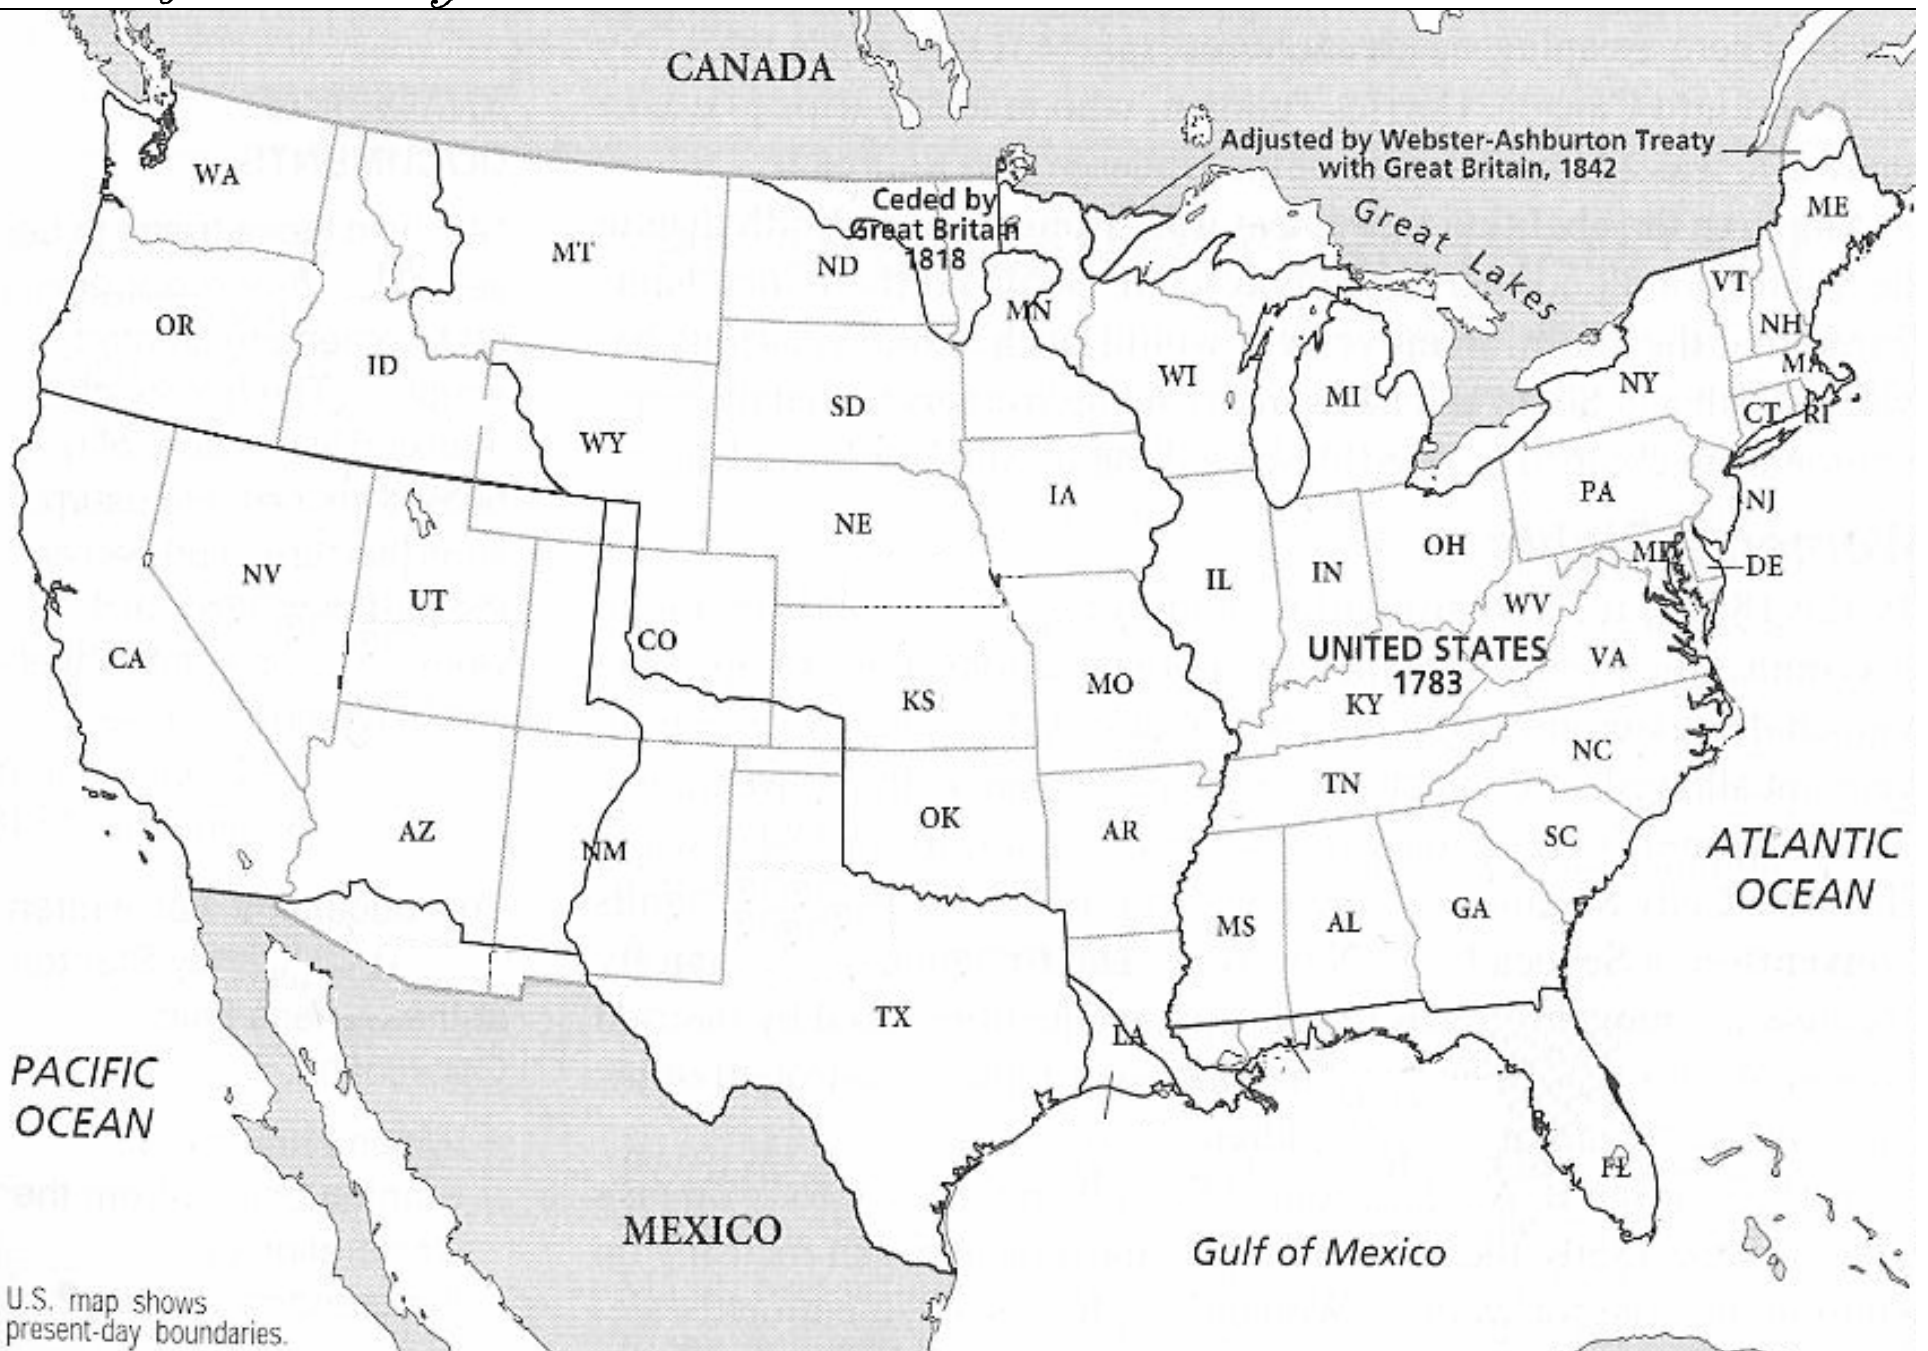 CANADA
Adjusted by Webster-Ashburton Treaty
with Great Britain, 1842
WA
Ceded by
Great Britain
1818
Great Lakes
ME
MT
ND
VT
OR
MN
NH
ID
WI
MA
NY
MI
SD
CT
RI
WY
IA
PA
NJ
NE
OH
MD
DE
NV
UT
IL
IN
WV
CO
UNITED STATES
1783
CA
VA
MO
KS
KY
NC
TN
AZ
OK
AR
SC
NM
ATLANTIC
OCEAN
MS
AL
GA
TX
LA
PACIFIC
OCEAN
FL
MEXICO
Gulf of Mexico
U.S. map shows
present-day boundaries.